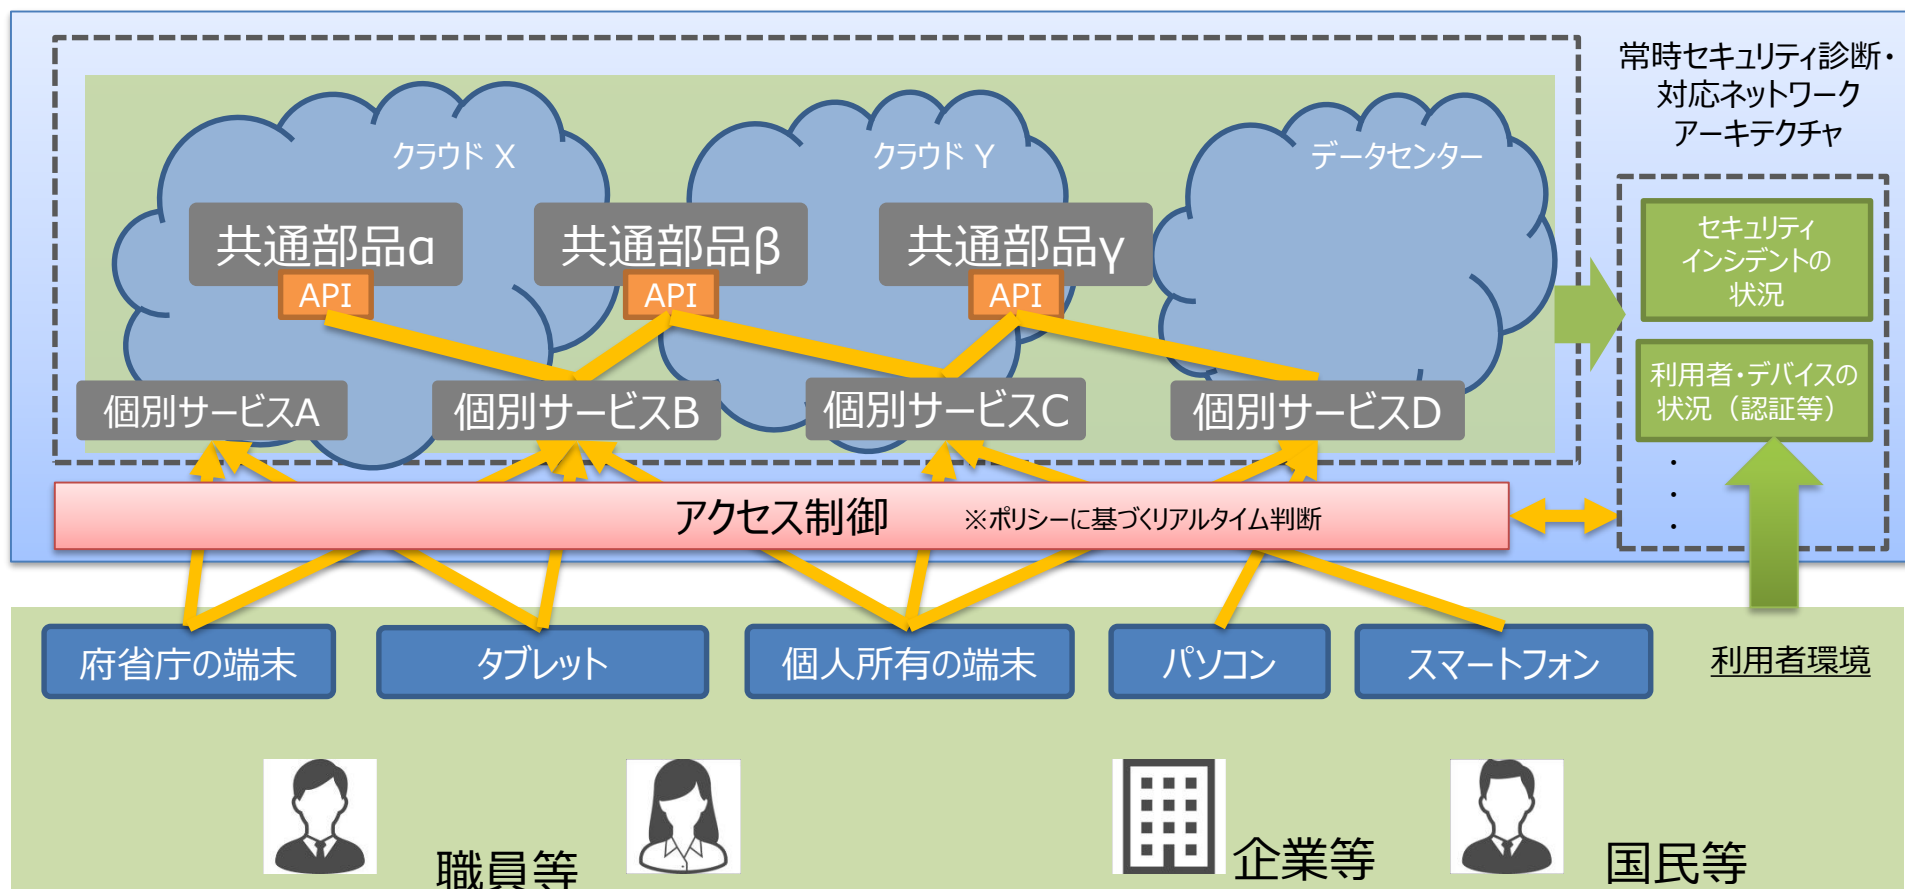 常時セキュリティ診断・
対応ネットワーク
アーキテクチャ
クラウド X
クラウド Y
データセンター
共通部品α
共通部品β
共通部品γ
API
API
API
セキュリティ
インシデントの
状況
利用者・デバイスの
状況（認証等）
・
・
・
個別サービスA
個別サービスB
個別サービスC
個別サービスD
アクセス制御 ※ポリシーに基づくリアルタイム判断
府省庁の端末
タブレット
個人所有の端末
パソコン
スマートフォン
利用者環境
職員等
企業等
国民等